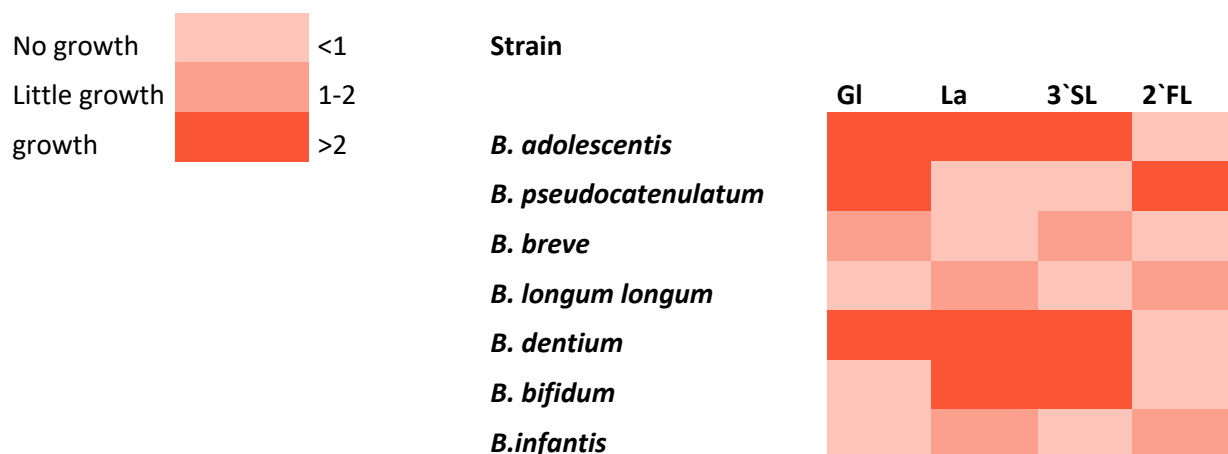 No growth <1 Strain
Little growth 1-2 Gl La 3`SL 2`FL
growth >2 B. adolescentis
B. pseudocatenulatum
B. breve
B. longum longum
B. dentium
B. bifidum
B.infantis